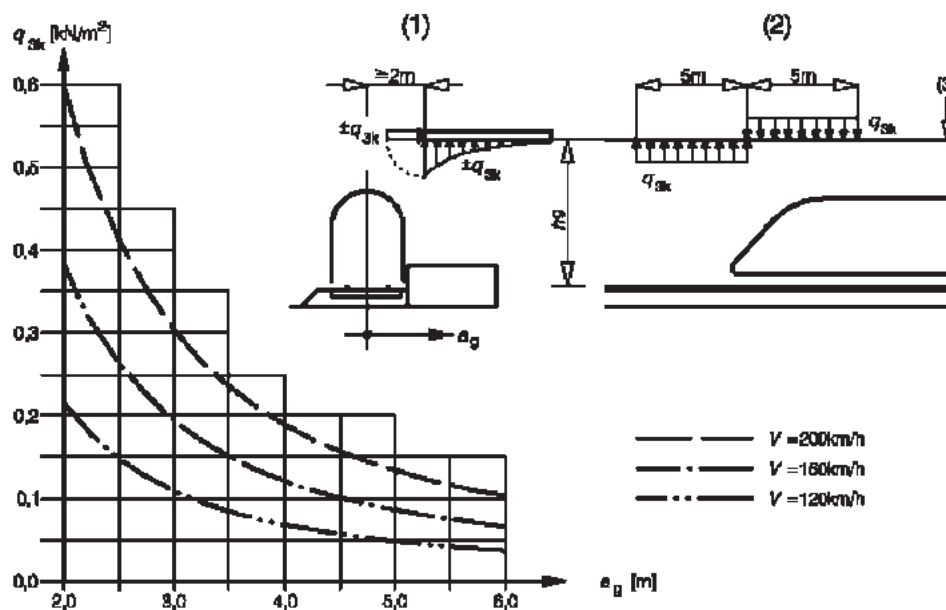 q 3k [kN/m²]
(1)
(2)
≥2m
5m
5m
(3
0,6
±q3k
q3k
±q3k
q3k
0,5
hg
0,4
0,3
ag
0,2
V =200km/h
V =160km/h
0,1
V =120km/h
0,0
ag [m]
2,0
3,0
4,0
5,0
6,0